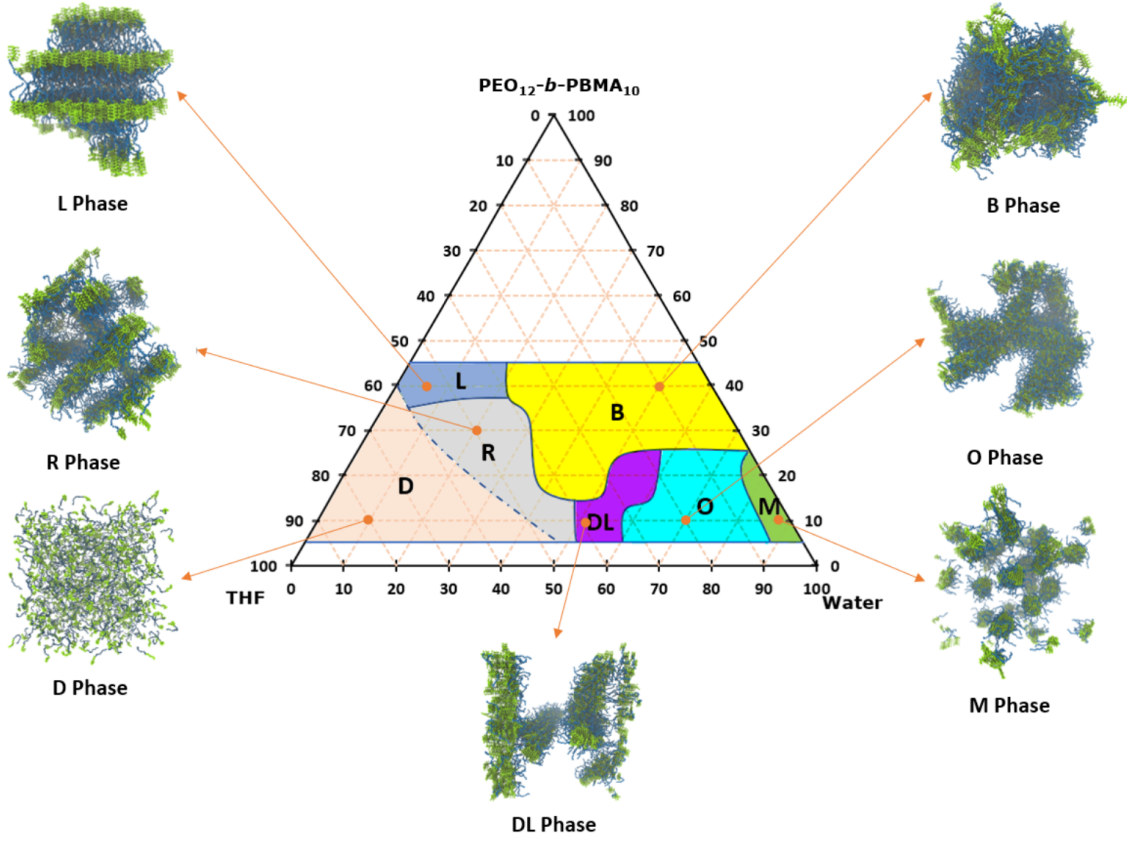 PEO₁₂-b-PBMA₁₀
0 100
10 90
20 80
L Phase
B Phase
30 70
40 60
50 50
L
60 40
B
70 30
R
R Phase
O Phase
80 20
D
O
M
90 10
DL
100 0
0 10 20 30 40 50 60 70 80 90 100
THF
Water
D Phase
M Phase
DL Phase